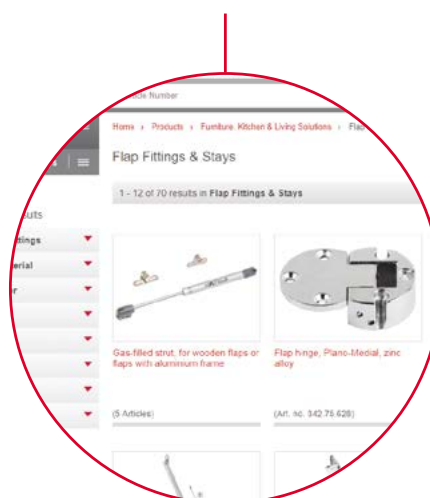 Number
Home › Products › Furniture, Kitchen & Living Solutions › Flap
Flap Fittings & Stays
1 - 12 of 70 results in Flap Fittings & Stays
Gas-filled strut, for wooden flaps or
flaps with aluminium frame
(5 Articles)
Flap hinge, Plano-Medial, zinc
alloy
(Art. no. 342.75.628)